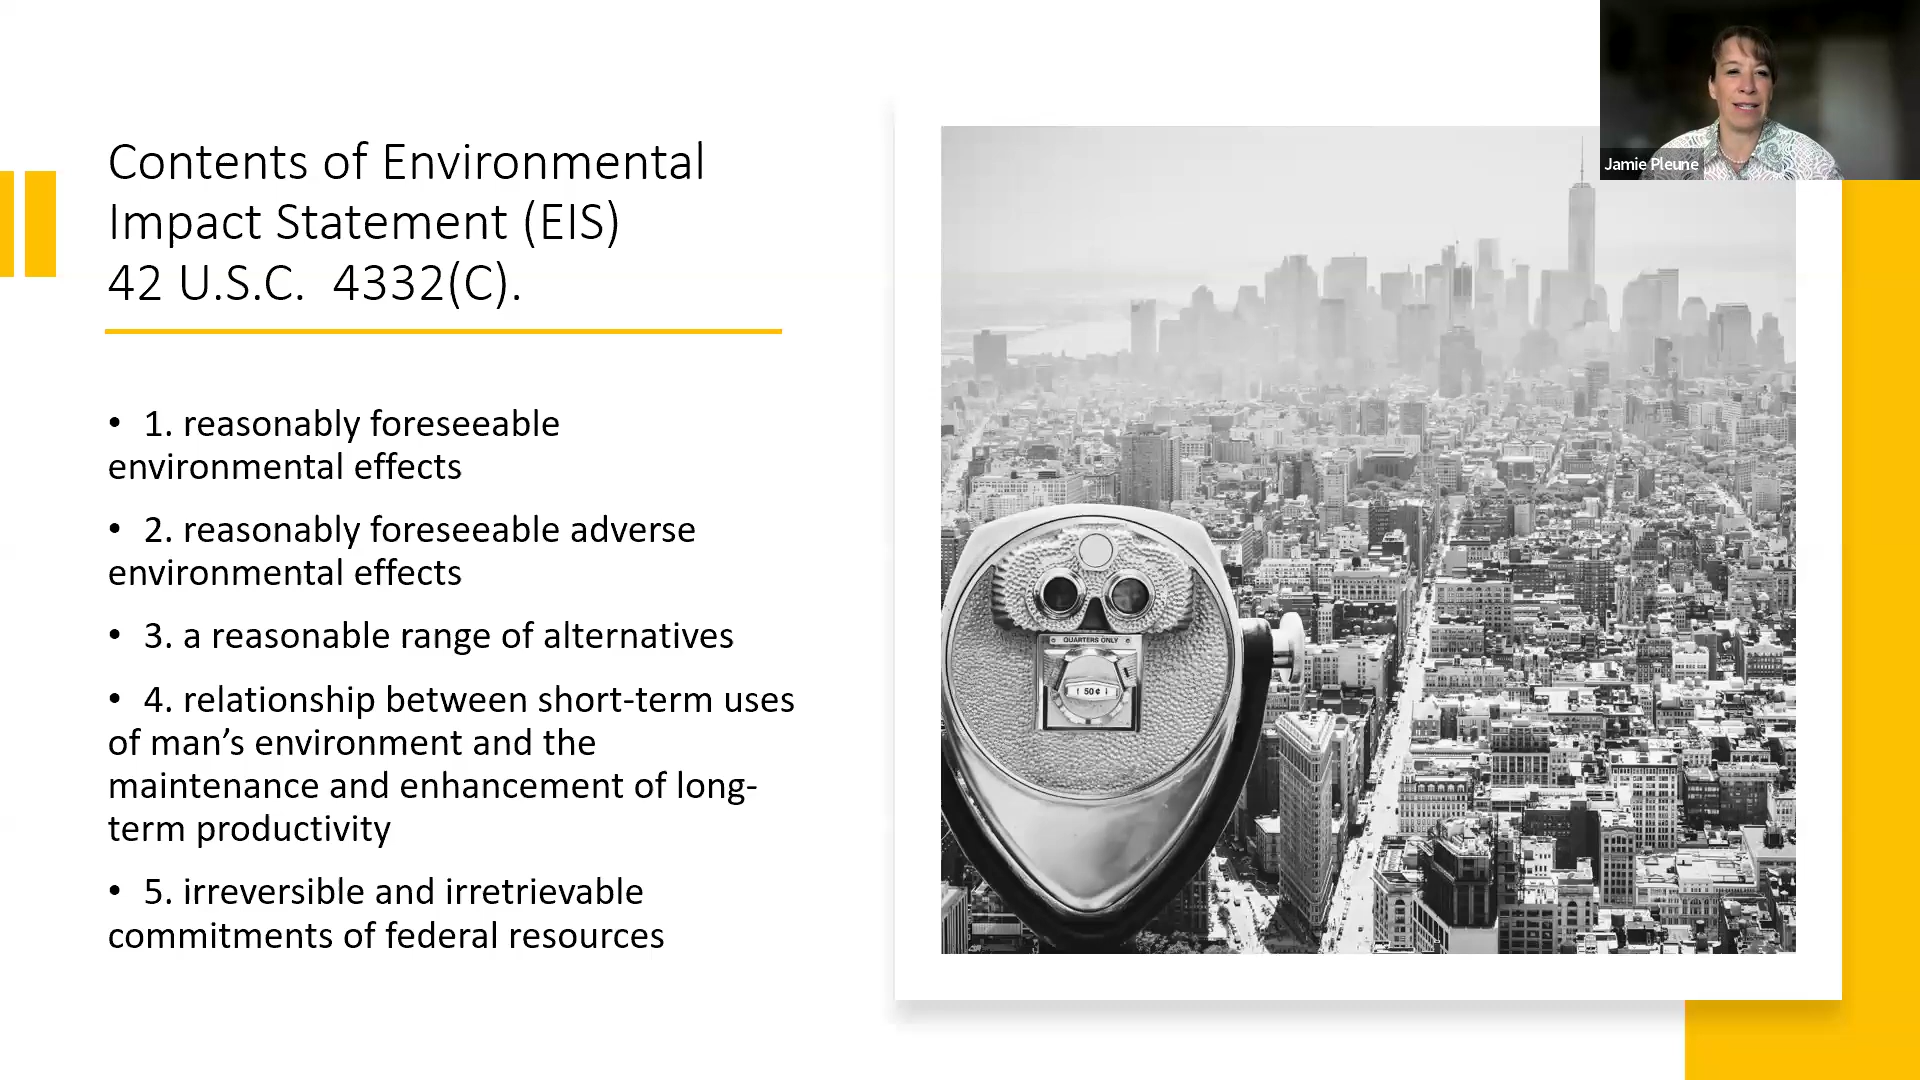 Contents of Environmental
Impact Statement (EIS)
42 U.S.C.  4332(C).
• 1. reasonably foreseeable
environmental effects
• 2. reasonably foreseeable adverse
environmental effects
• 3. a reasonable range of alternatives
• 4. relationship between short-term uses
of man’s environment and the
maintenance and enhancement of long-
term productivity
• 5. irreversible and irretrievable
commitments of federal resources
QUARTERS ONLY
50¢
Jamie Pleune